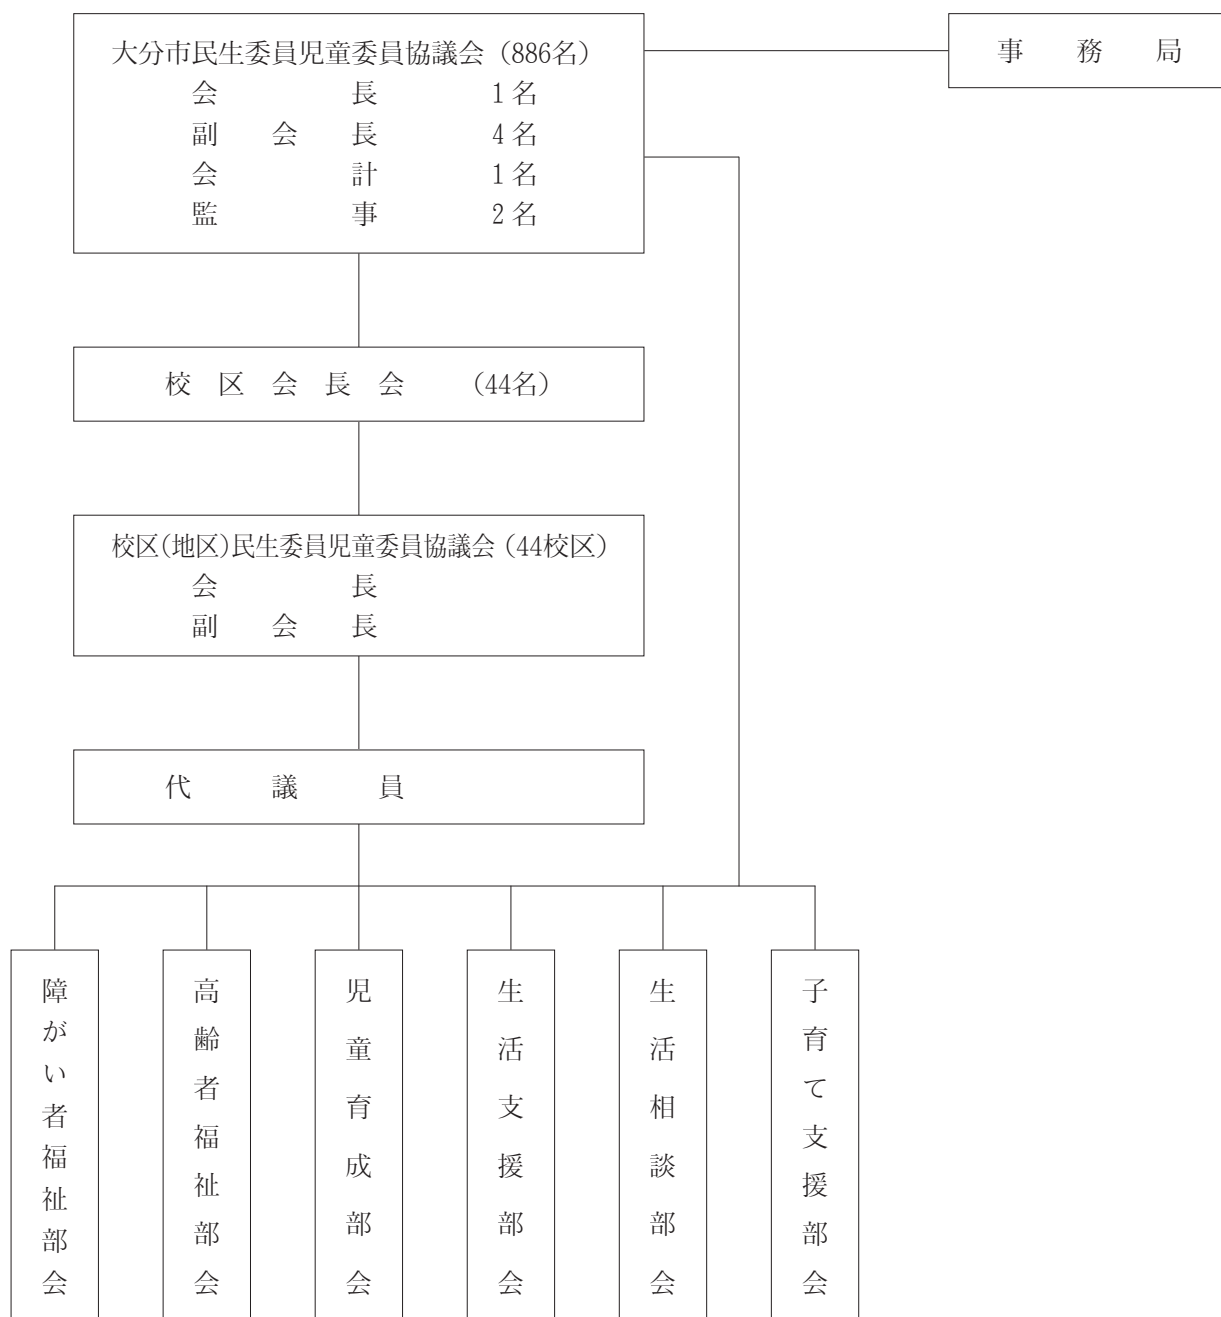 大分市民生委員児童委員協議会（886名）
会長 1名
副会長 4名
会計 1名
監事 2名
事務局
校区会長会 （44名）
校区（地区）民生委員児童委員協議会（44校区）
会長
副会長
代議員
障がい者福祉部会
高齢者福祉部会
児童育成部会
生活支援部会
生活相談部会
子育て支援部会